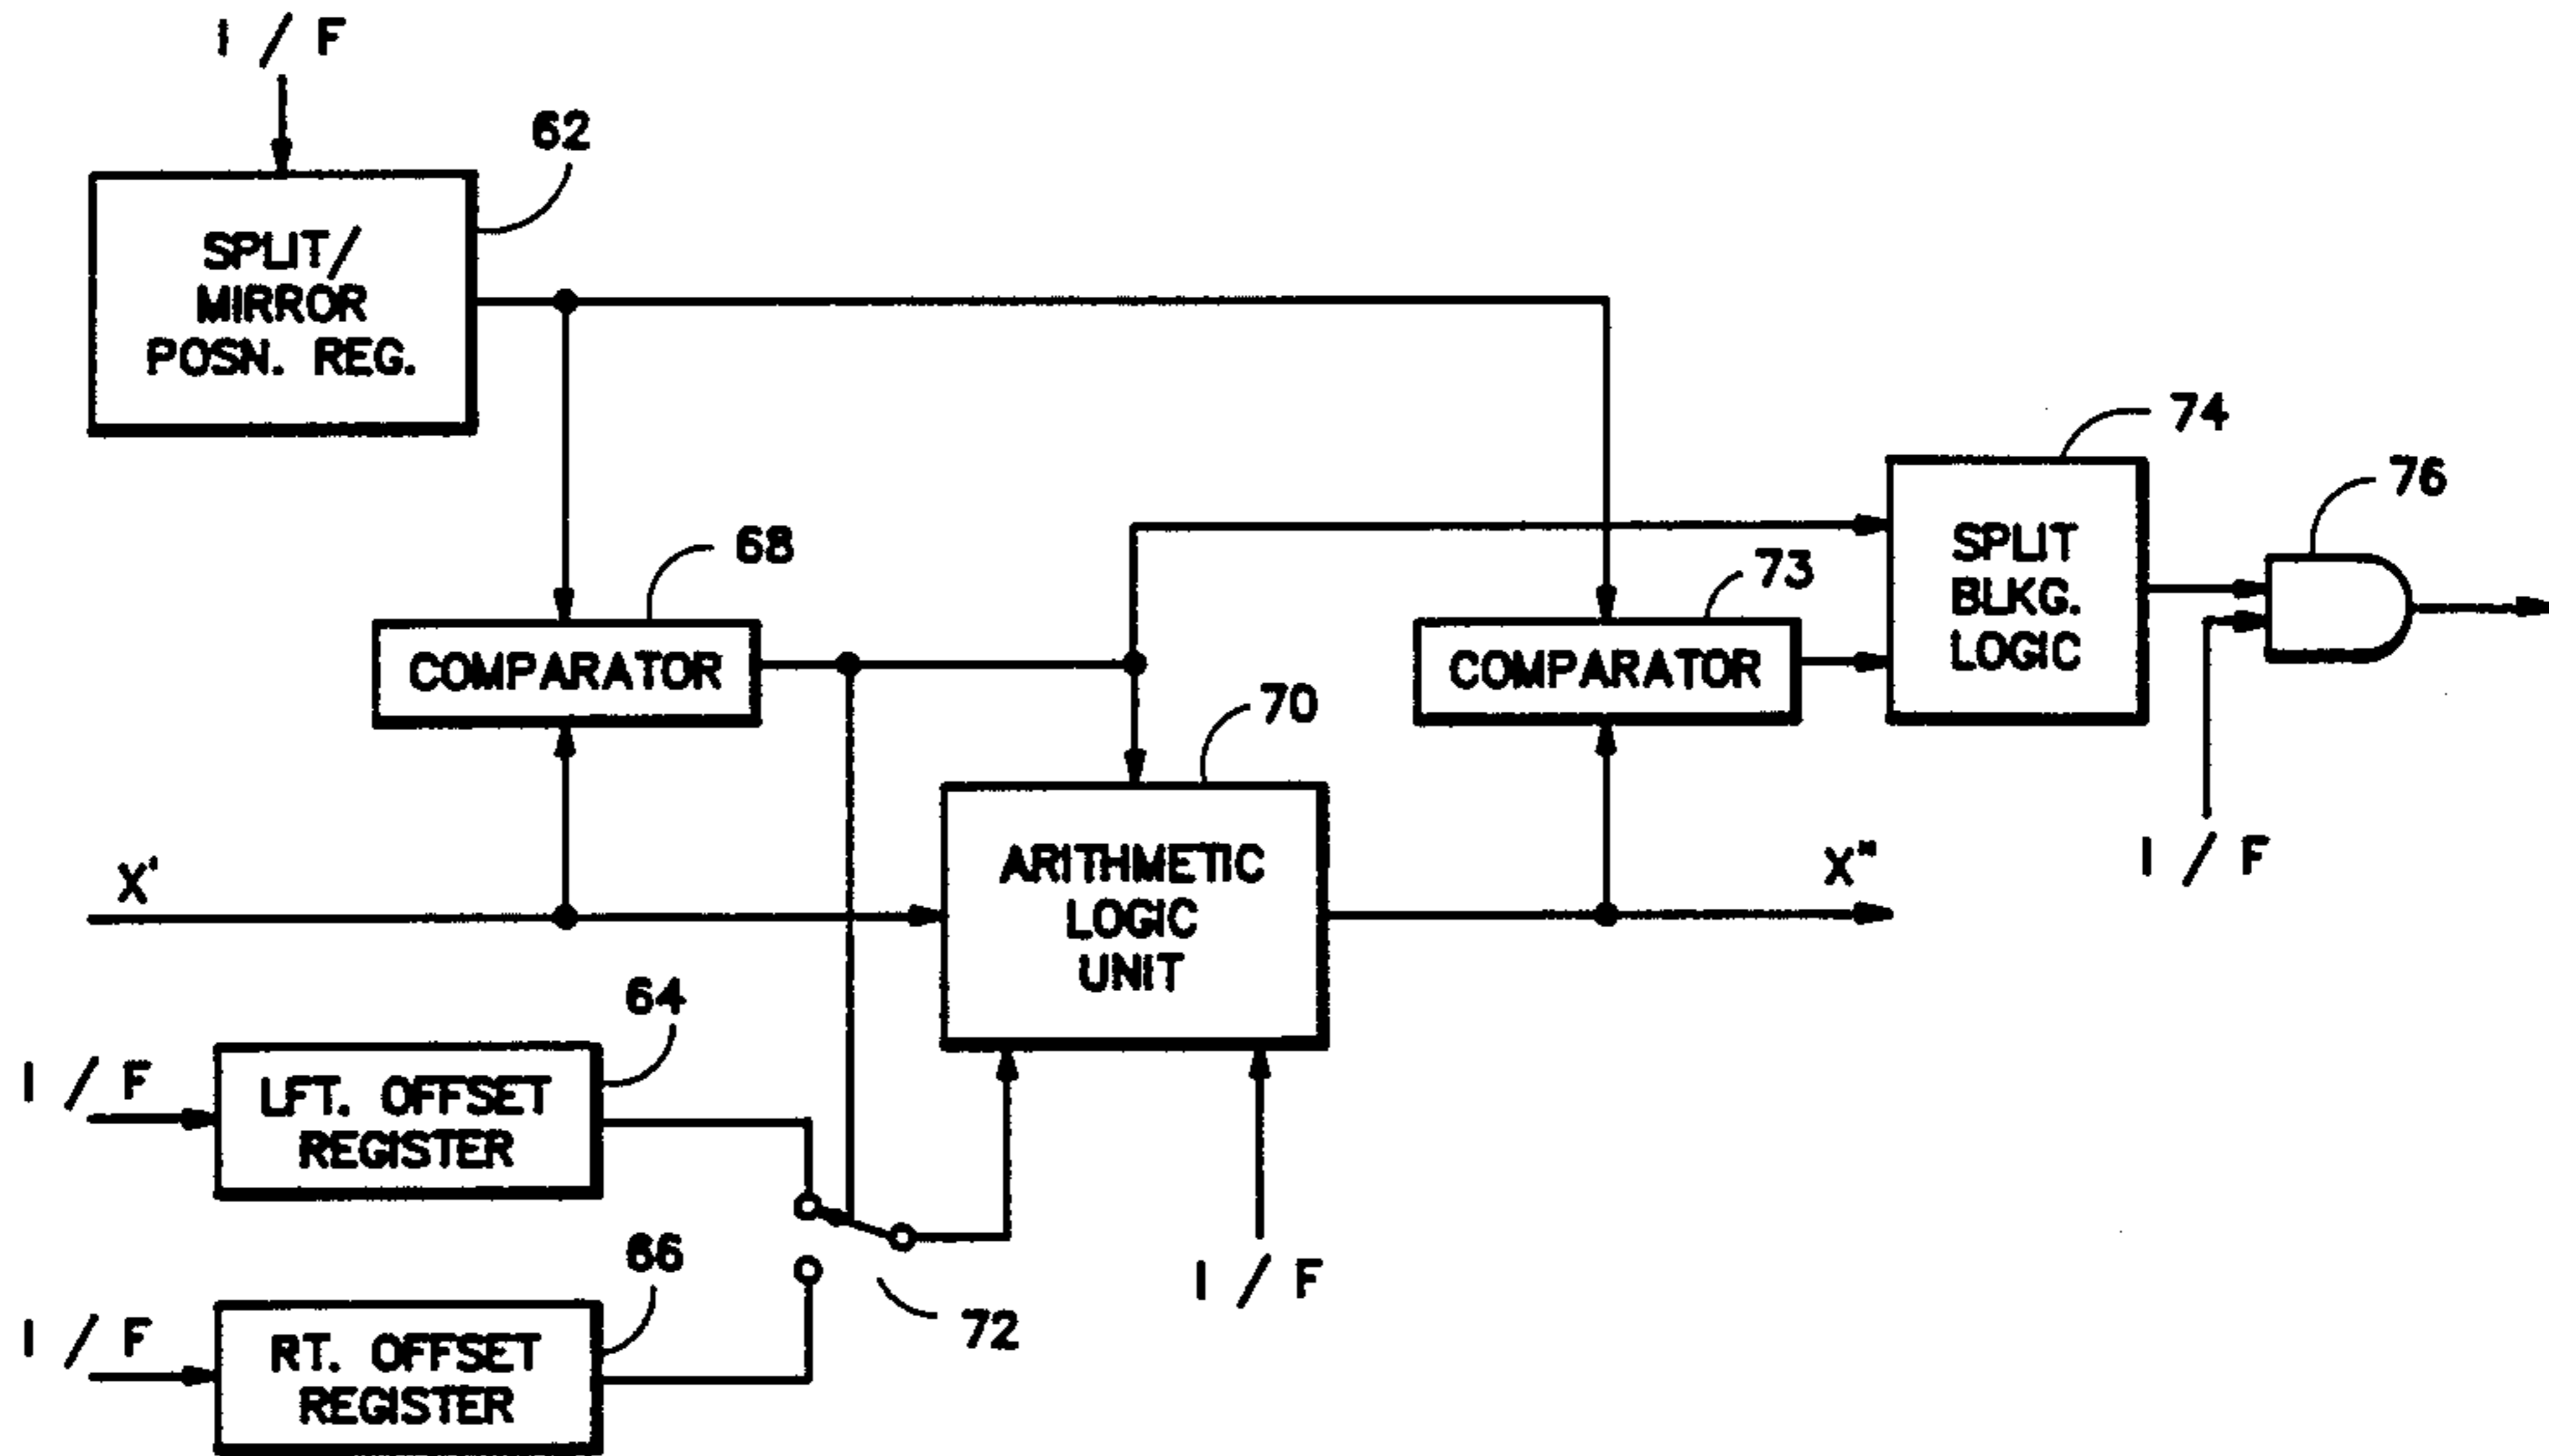 I / F
62
SPLIT/
MIRROR
POSN. REG.
74
76
68
SPLIT
BLKG.
LOGIC
73
COMPARATOR
COMPARATOR
70
X'
ARITHMETIC
LOGIC
UNIT
X"
I / F
64
I / F
LFT. OFFSET
REGISTER
66
I / F
RT. OFFSET
REGISTER
72
I / F